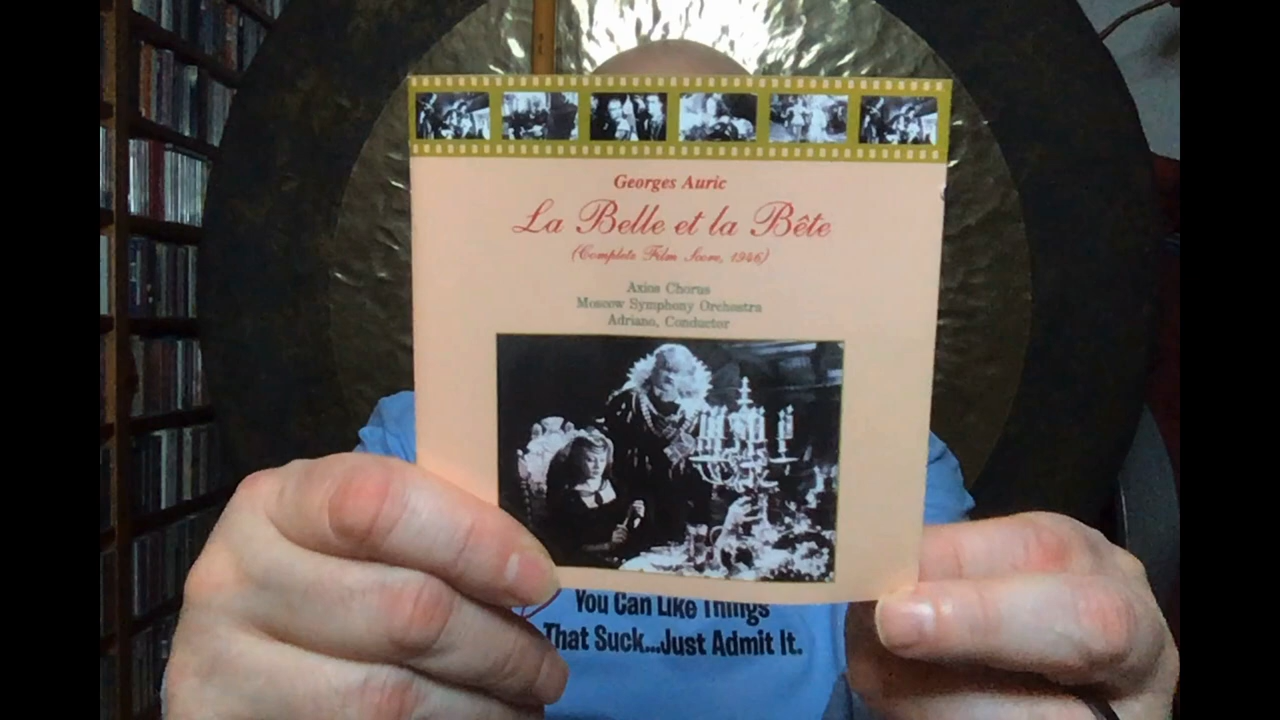 Georges Auric
La Belle et la Bête
(Complete Film Score, 1946)
Axios Chorus
Moscow Symphony Orchestra
Adriano, Conductor
You Can Like Things
That Suck...Just Admit It.